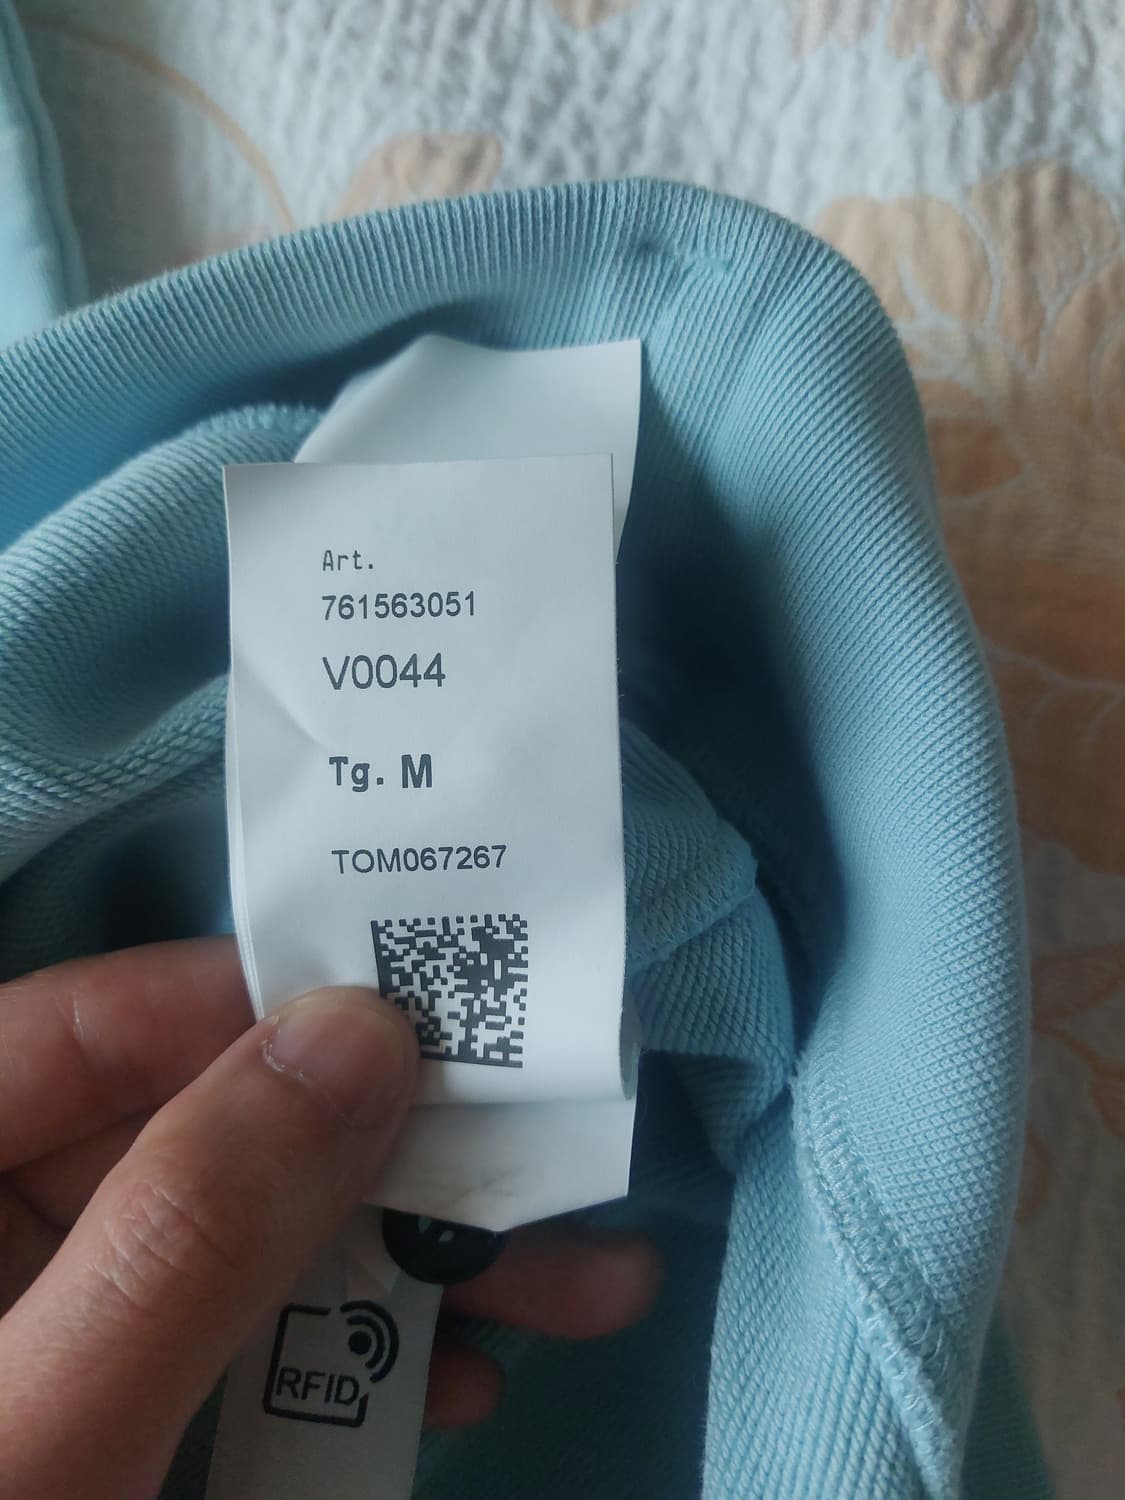 Art.
761563051
V0044
Tg. M
TOM067267
RFID